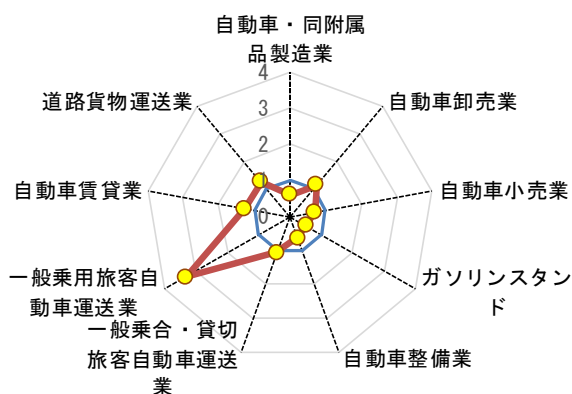 自動車・同附属
品製造業
4
3
2
1
0
自動車卸売業
自動車小売業
ガソリンスタン
ド
自動車整備業
一般乗合・貸切
旅客自動車運送
業
一般乗用旅客自
動車運送業
自動車賃貸業
道路貨物運送業